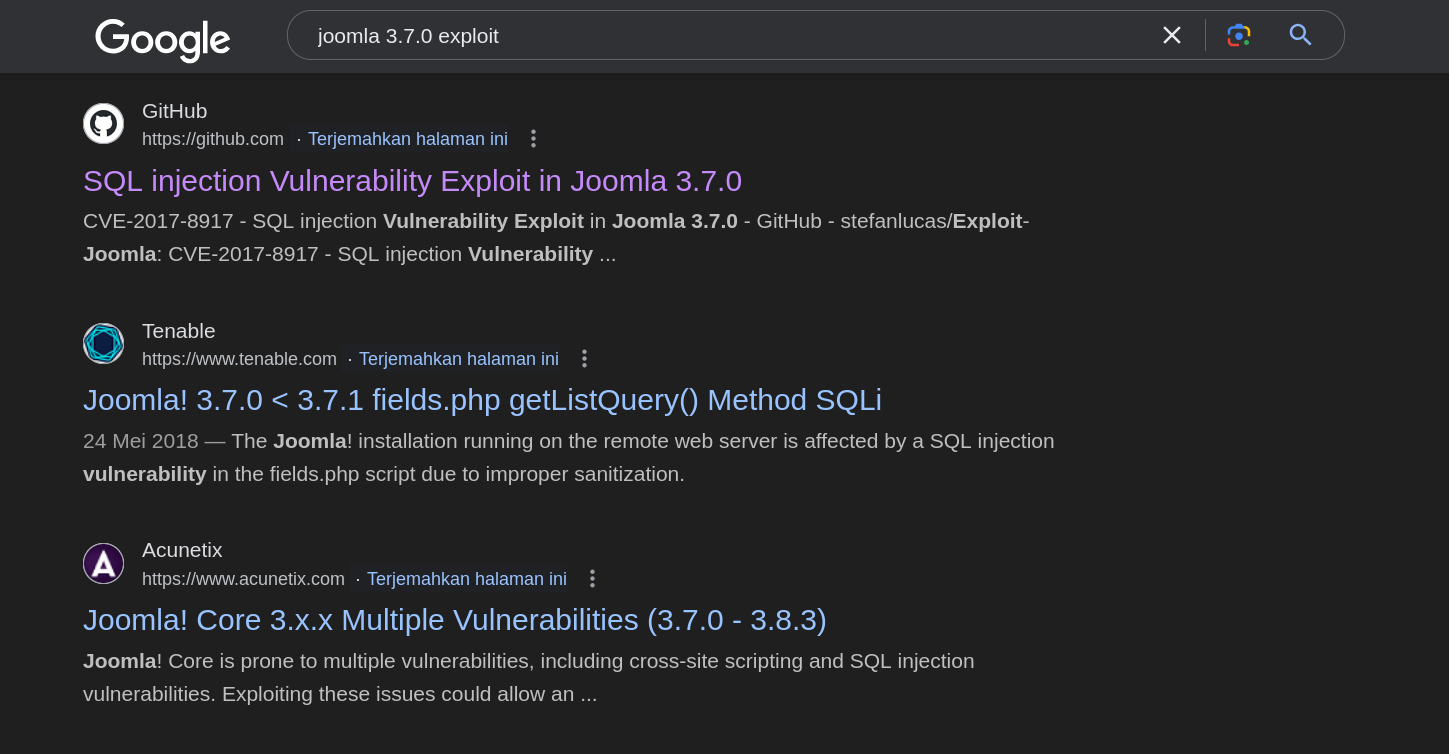 Google
joomla 3.7.0 exploit
GitHub
https://github.com · Terjemahkan halaman ini
SQL injection Vulnerability Exploit in Joomla 3.7.0
CVE-2017-8917 - SQL injection Vulnerability Exploit in Joomla 3.7.0 - GitHub - stefanlucas/Exploit-
Joomla: CVE-2017-8917 - SQL injection Vulnerability ...
Tenable
https://www.tenable.com · Terjemahkan halaman ini
Joomla! 3.7.0 < 3.7.1 fields.php getListQuery() Method SQLi
24 Mei 2018 — The Joomla! installation running on the remote web server is affected by a SQL injection
vulnerability in the fields.php script due to improper sanitization.
Acunetix
https://www.acunetix.com · Terjemahkan halaman ini
Joomla! Core 3.x.x Multiple Vulnerabilities (3.7.0 - 3.8.3)
Joomla! Core is prone to multiple vulnerabilities, including cross-site scripting and SQL injection
vulnerabilities. Exploiting these issues could allow an ...